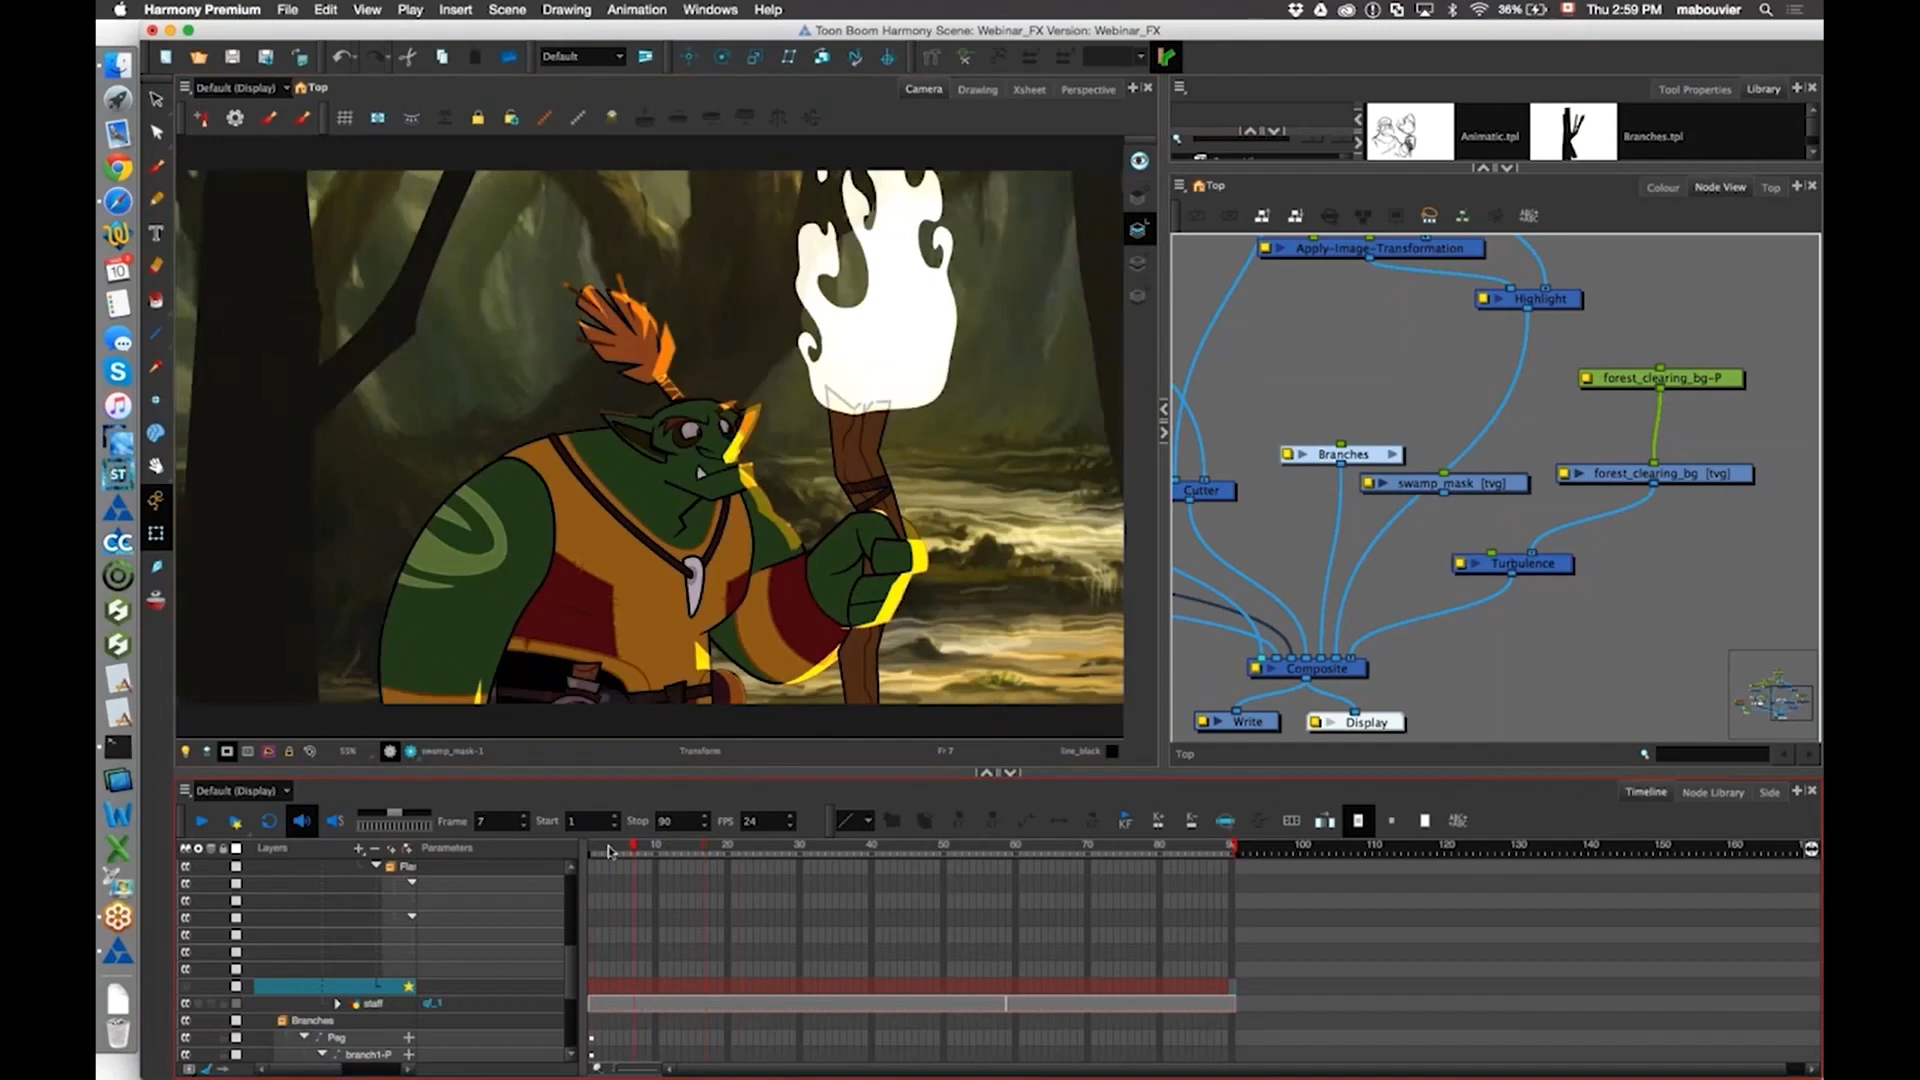 Harmony Premium File Edit View Play Insert Scene Drawing Animation Windows Help 36% Thu 2:59 PM mabouvier
Toon Boom Harmony Scene: Webinar_FX Version: Webinar_FX
Default
Default (Display) Top Camera Drawing Xsheet Perspective
Tool Properties Library
Animatic.tpl Branches.tpl
Top Colour Node View Top
Apply-Image-Transformation
Highlight
forest_clearing_bg-P
Branches
swamp_mask [tvg]
forest_clearing_bg [tvg]
Cutter
Turbulence
Composite
Write Display
Top
10
ST
CC
55% swamp_mask-1 Transform Fr 7 line_black
Default (Display) Timeline Node Library Side
Frame 7 Start 1 Stop 90 FPS 24
KF
Layers Parameters
10 20 30 40 50 60 70 80 100 110 120 130 140 150 160
Flar
staff qf_1
Branches
Peg
branch1-P